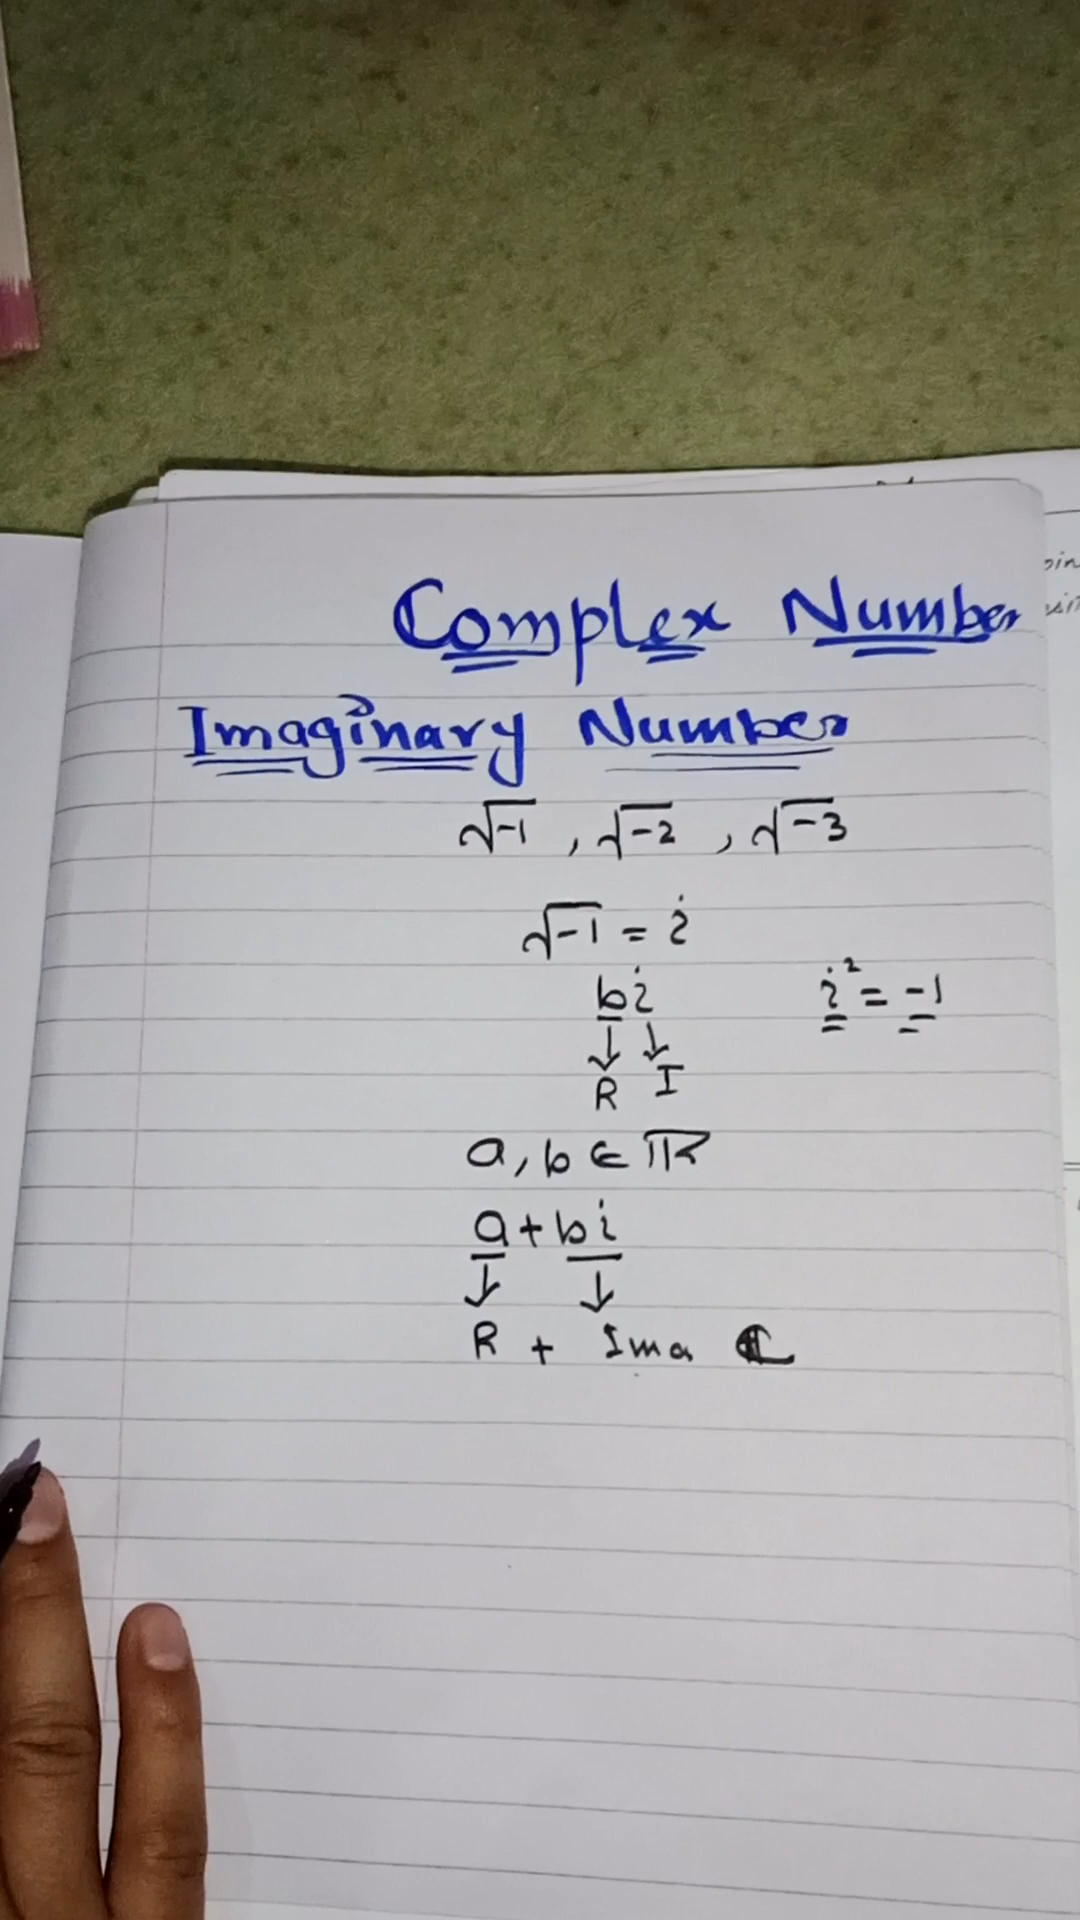 Complex Number
Imaginary Number
√-1 , √-2 , √-3
√-1 = i
bi
i² = -1
↓ ↓
R I
a, b ∈ ℝ
a + bi
↓ ↓
R + Ima ℂ